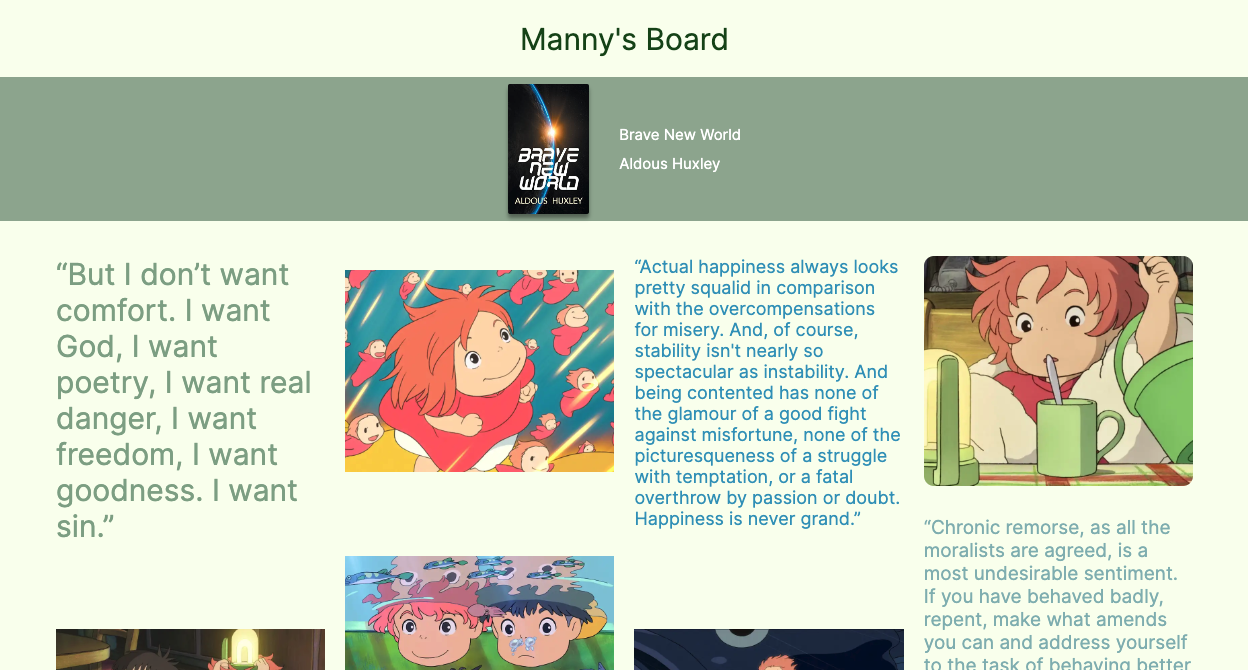 Manny's Board
BRAVE
NEW
WORLD
ALDOUS HUXLEY
Brave New World
Aldous Huxley
“But I don’t want
comfort. I want
God, I want
poetry, I want real
danger, I want
freedom, I want
goodness. I want
sin.”
“Actual happiness always looks
pretty squalid in comparison
with the overcompensations
for misery. And, of course,
stability isn't nearly so
spectacular as instability. And
being contented has none of
the glamour of a good fight
against misfortune, none of the
picturesqueness of a struggle
with temptation, or a fatal
overthrow by passion or doubt.
Happiness is never grand.”
“Chronic remorse, as all the
moralists are agreed, is a
most undesirable sentiment.
If you have behaved badly,
repent, make what amends
you can and address yourself
to the task of behaving better